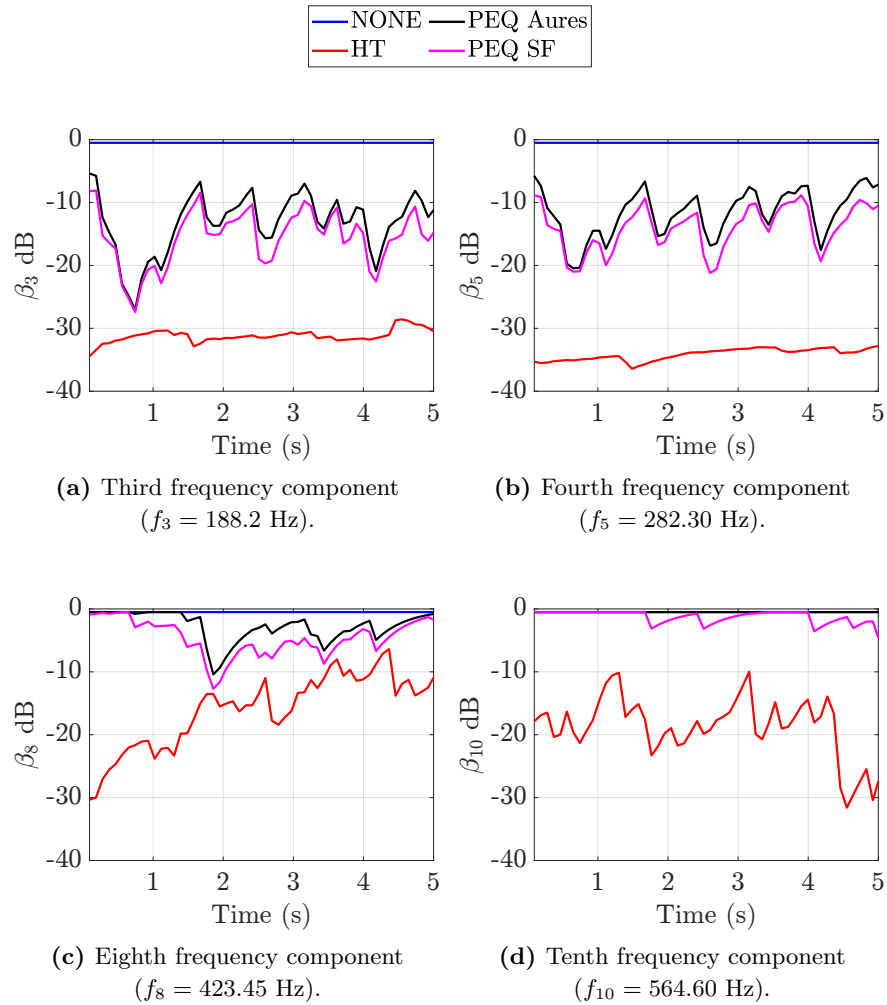 NONE PEQ Aures
HT PEQ SF
0
-10
-20
-30
-40
β3 dB
1 2 3 4 5
Time (s)
(a) Third frequency component
(f3 = 188.2 Hz).
0
-10
-20
-30
-40
β5 dB
1 2 3 4 5
Time (s)
(b) Fourth frequency component
(f5 = 282.30 Hz).
0
-10
-20
-30
-40
β8 dB
1 2 3 4 5
Time (s)
(c) Eighth frequency component
(f8 = 423.45 Hz).
0
-10
-20
-30
-40
β10 dB
1 2 3 4 5
Time (s)
(d) Tenth frequency component
(f10 = 564.60 Hz).